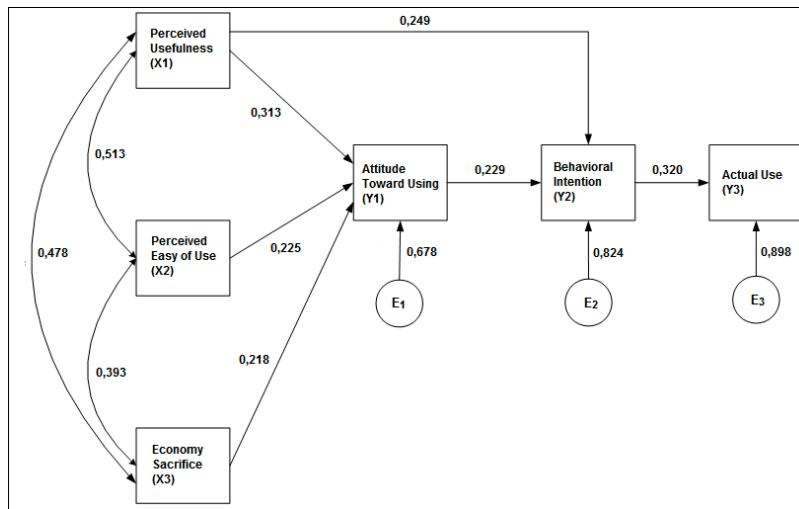 Perceived
Usefulness
(X1)
0,249
0,313
0,513
Attitude
Toward Using
(Y1)
0,229
Behavioral
Intention
(Y2)
0,320
Actual Use
(Y3)
Perceived
Easy of Use
(X2)
0,225
0,478
0,678
0,824
0,898
E1
E2
E3
0,218
0,393
Economy
Sacrifice
(X3)